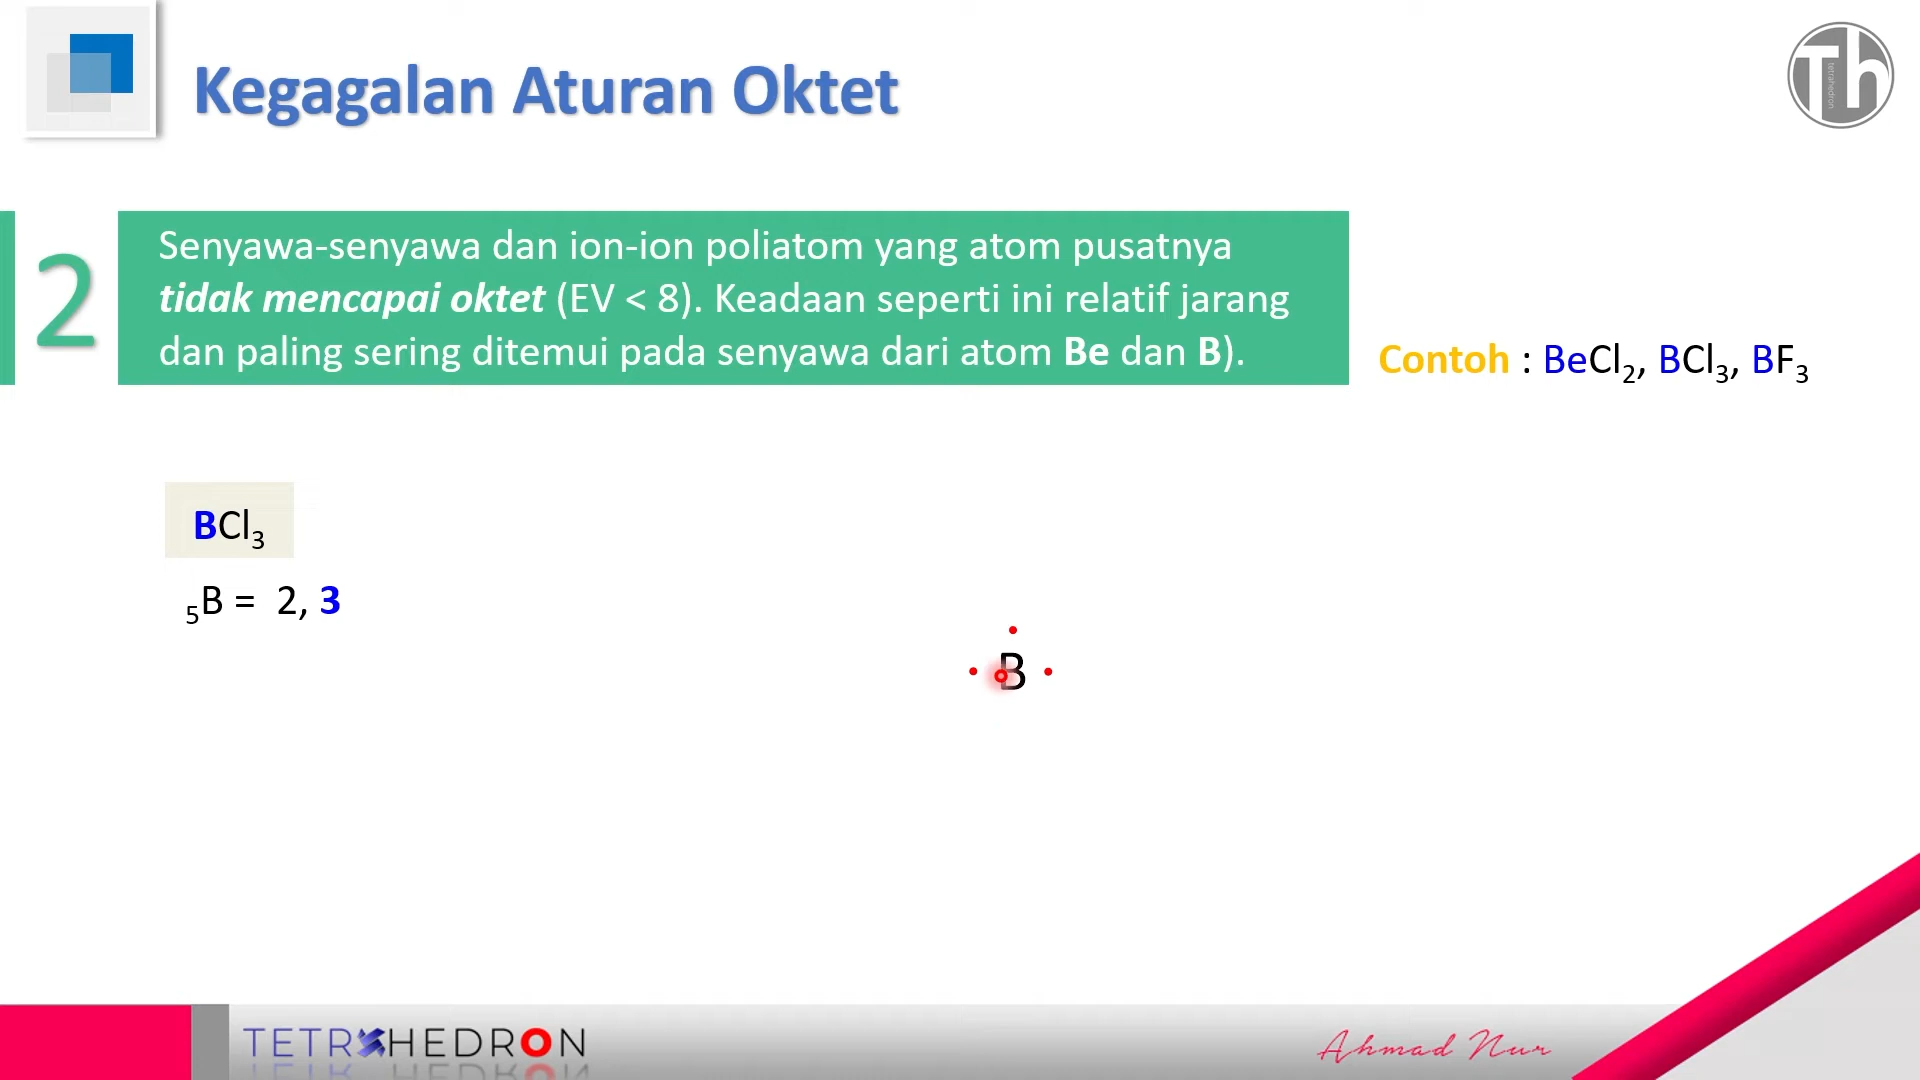 Kegagalan Aturan Oktet
Th
tetrahedron
2
Senyawa-senyawa dan ion-ion poliatom yang atom pusatnya
tidak mencapai oktet (EV < 8). Keadaan seperti ini relatif jarang
dan paling sering ditemui pada senyawa dari atom Be dan B).
Contoh : BeCl₂, BCl₃, BF₃
BCl₃
₅B = 2, 3
B
TETRAHEDRON
Ahmad Nur